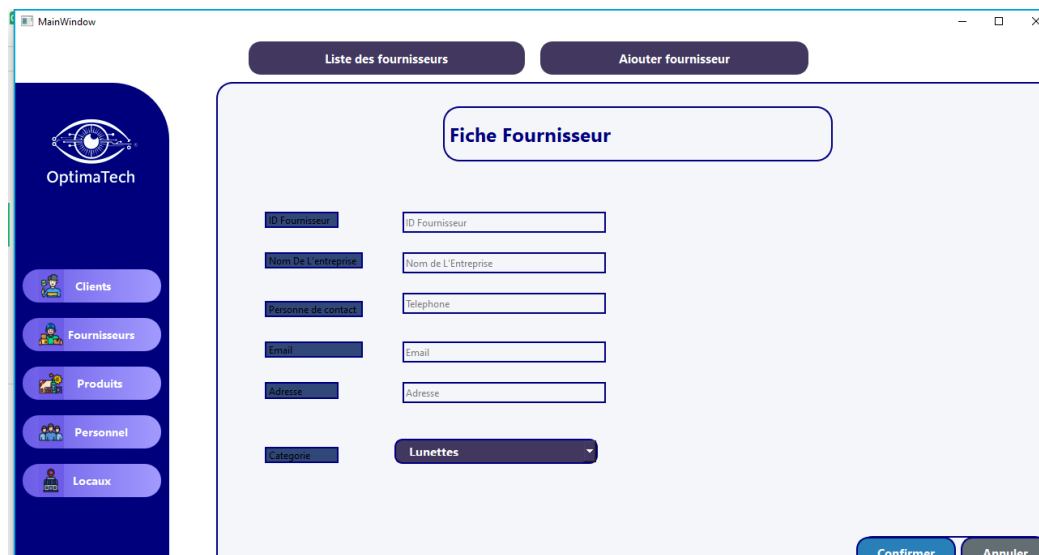 MainWindow
Liste des fournisseurs
Aiouter fournisseur
OptimaTech
Fiche Fournisseur
ID Fournisseur
ID Fournisseur
Nom De L'entreprise
Nom de L'Entreprise
Personne de contact
Telephone
Email
Email
Adresse
Adresse
Categorie
Lunettes
Clients
Fournisseurs
Produits
Personnel
Locaux
Confirmer
Annuler